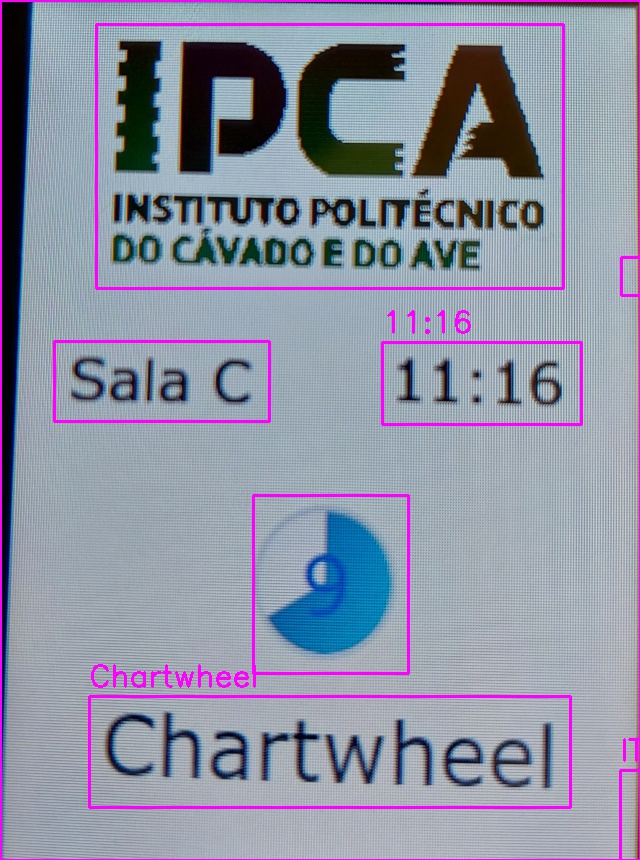 IPCA
INSTITUTO POLITÉCNICO
DO CÁVADO E DO AVE
11:16
Sala C 11:16
9
Chartwheel
Chartwheel